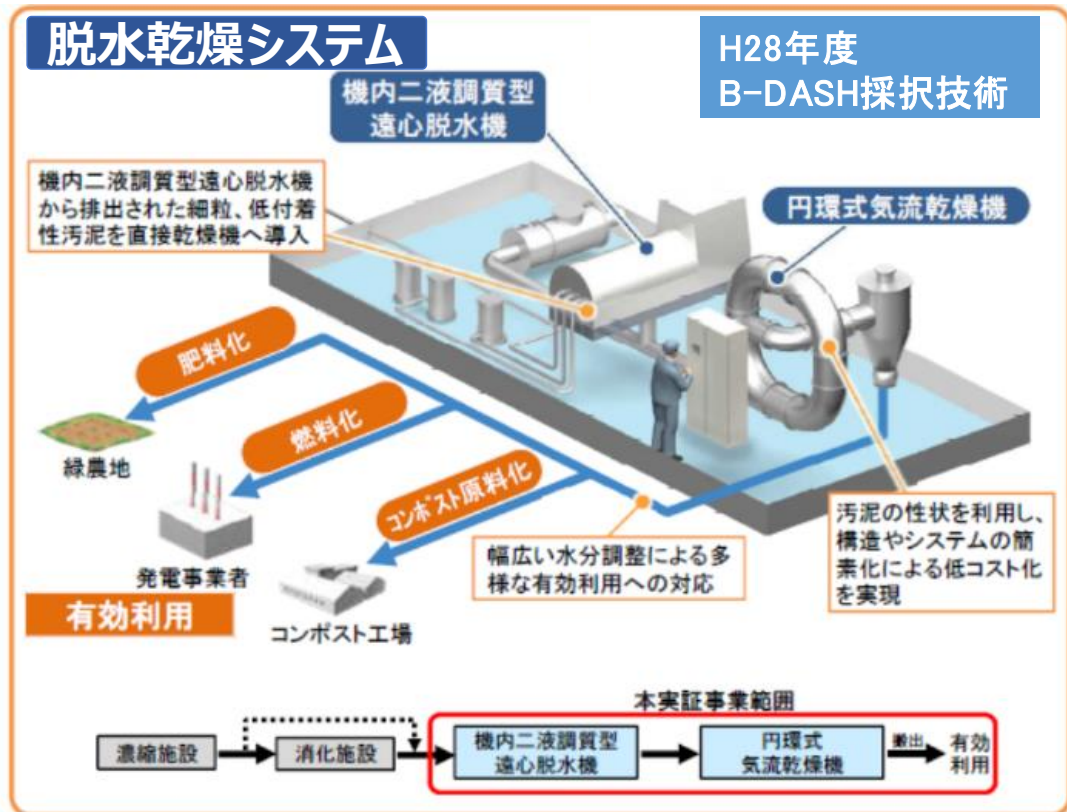 脱水乾燥システム
H28年度
B-DASH採択技術
機内二液調質型
遠心脱水機
機内二液調質型遠心脱水機
から排出された細粒、低付着
性汚泥を直接乾燥機へ導入
円環式気流乾燥機
肥料化
緑農地
燃料化
発電事業者
コンポスト原料化
コンポスト工場
有効利用
幅広い水分調整による多
様な有効利用への対応
汚泥の性状を利用し、
構造やシステムの簡
素化による低コスト化
を実現
本実証事業範囲
濃縮施設
消化施設
機内二液調質型
遠心脱水機
円環式
気流乾燥機
搬出
有効
利用